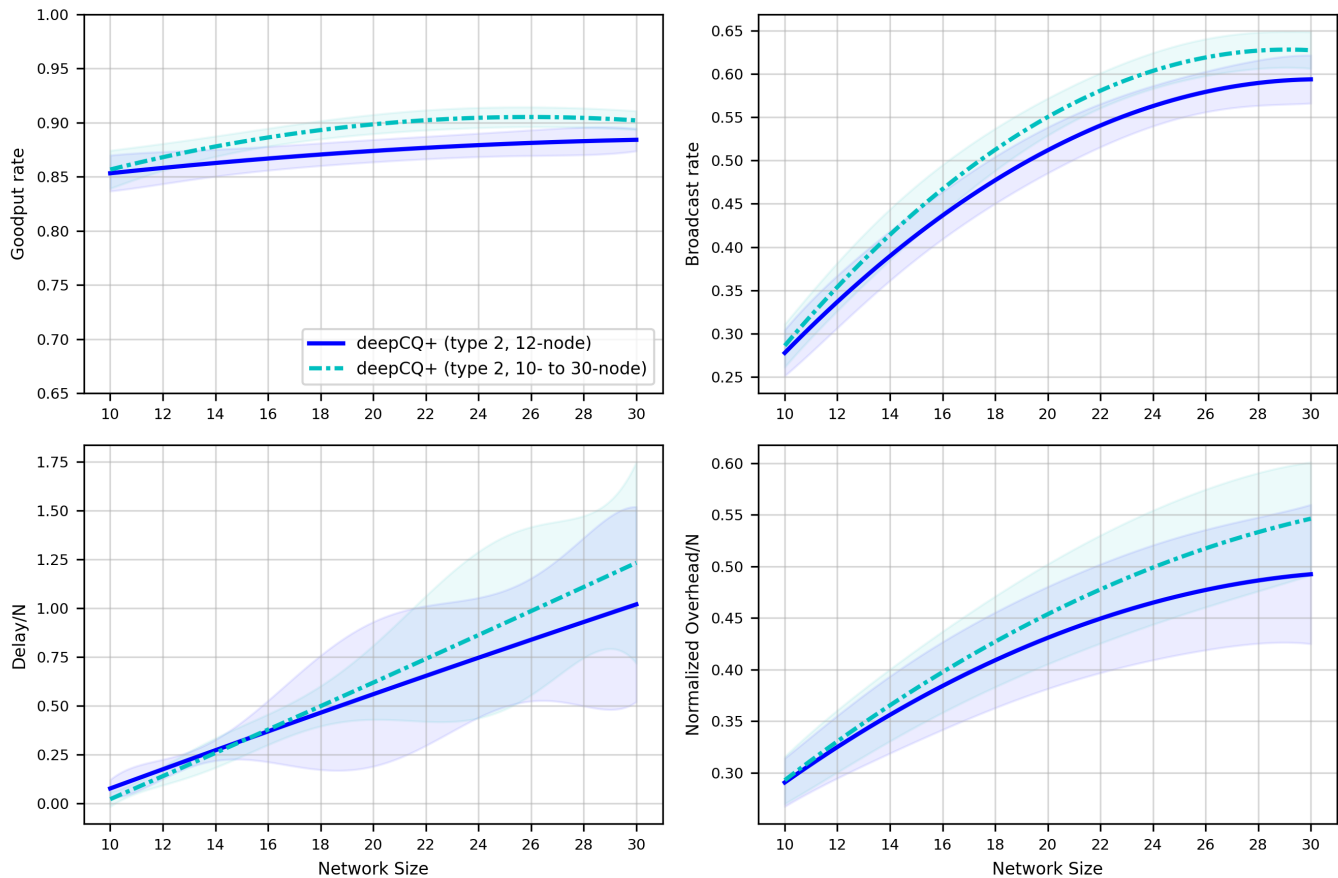 1.00
0.95
0.90
0.85
0.80
0.75
0.70
0.65
Goodput rate
deepCQ+ (type 2, 12-node)
deepCQ+ (type 2, 10- to 30-node)
10 12 14 16 18 20 22 24 26 28 30
0.65
0.60
0.55
0.50
0.45
0.40
0.35
0.30
0.25
Broadcast rate
10 12 14 16 18 20 22 24 26 28 30
1.75
1.50
1.25
1.00
0.75
0.50
0.25
0.00
Delay/N
10 12 14 16 18 20 22 24 26 28 30
Network Size
0.60
0.55
0.50
0.45
0.40
0.35
0.30
Normalized Overhead/N
10 12 14 16 18 20 22 24 26 28 30
Network Size